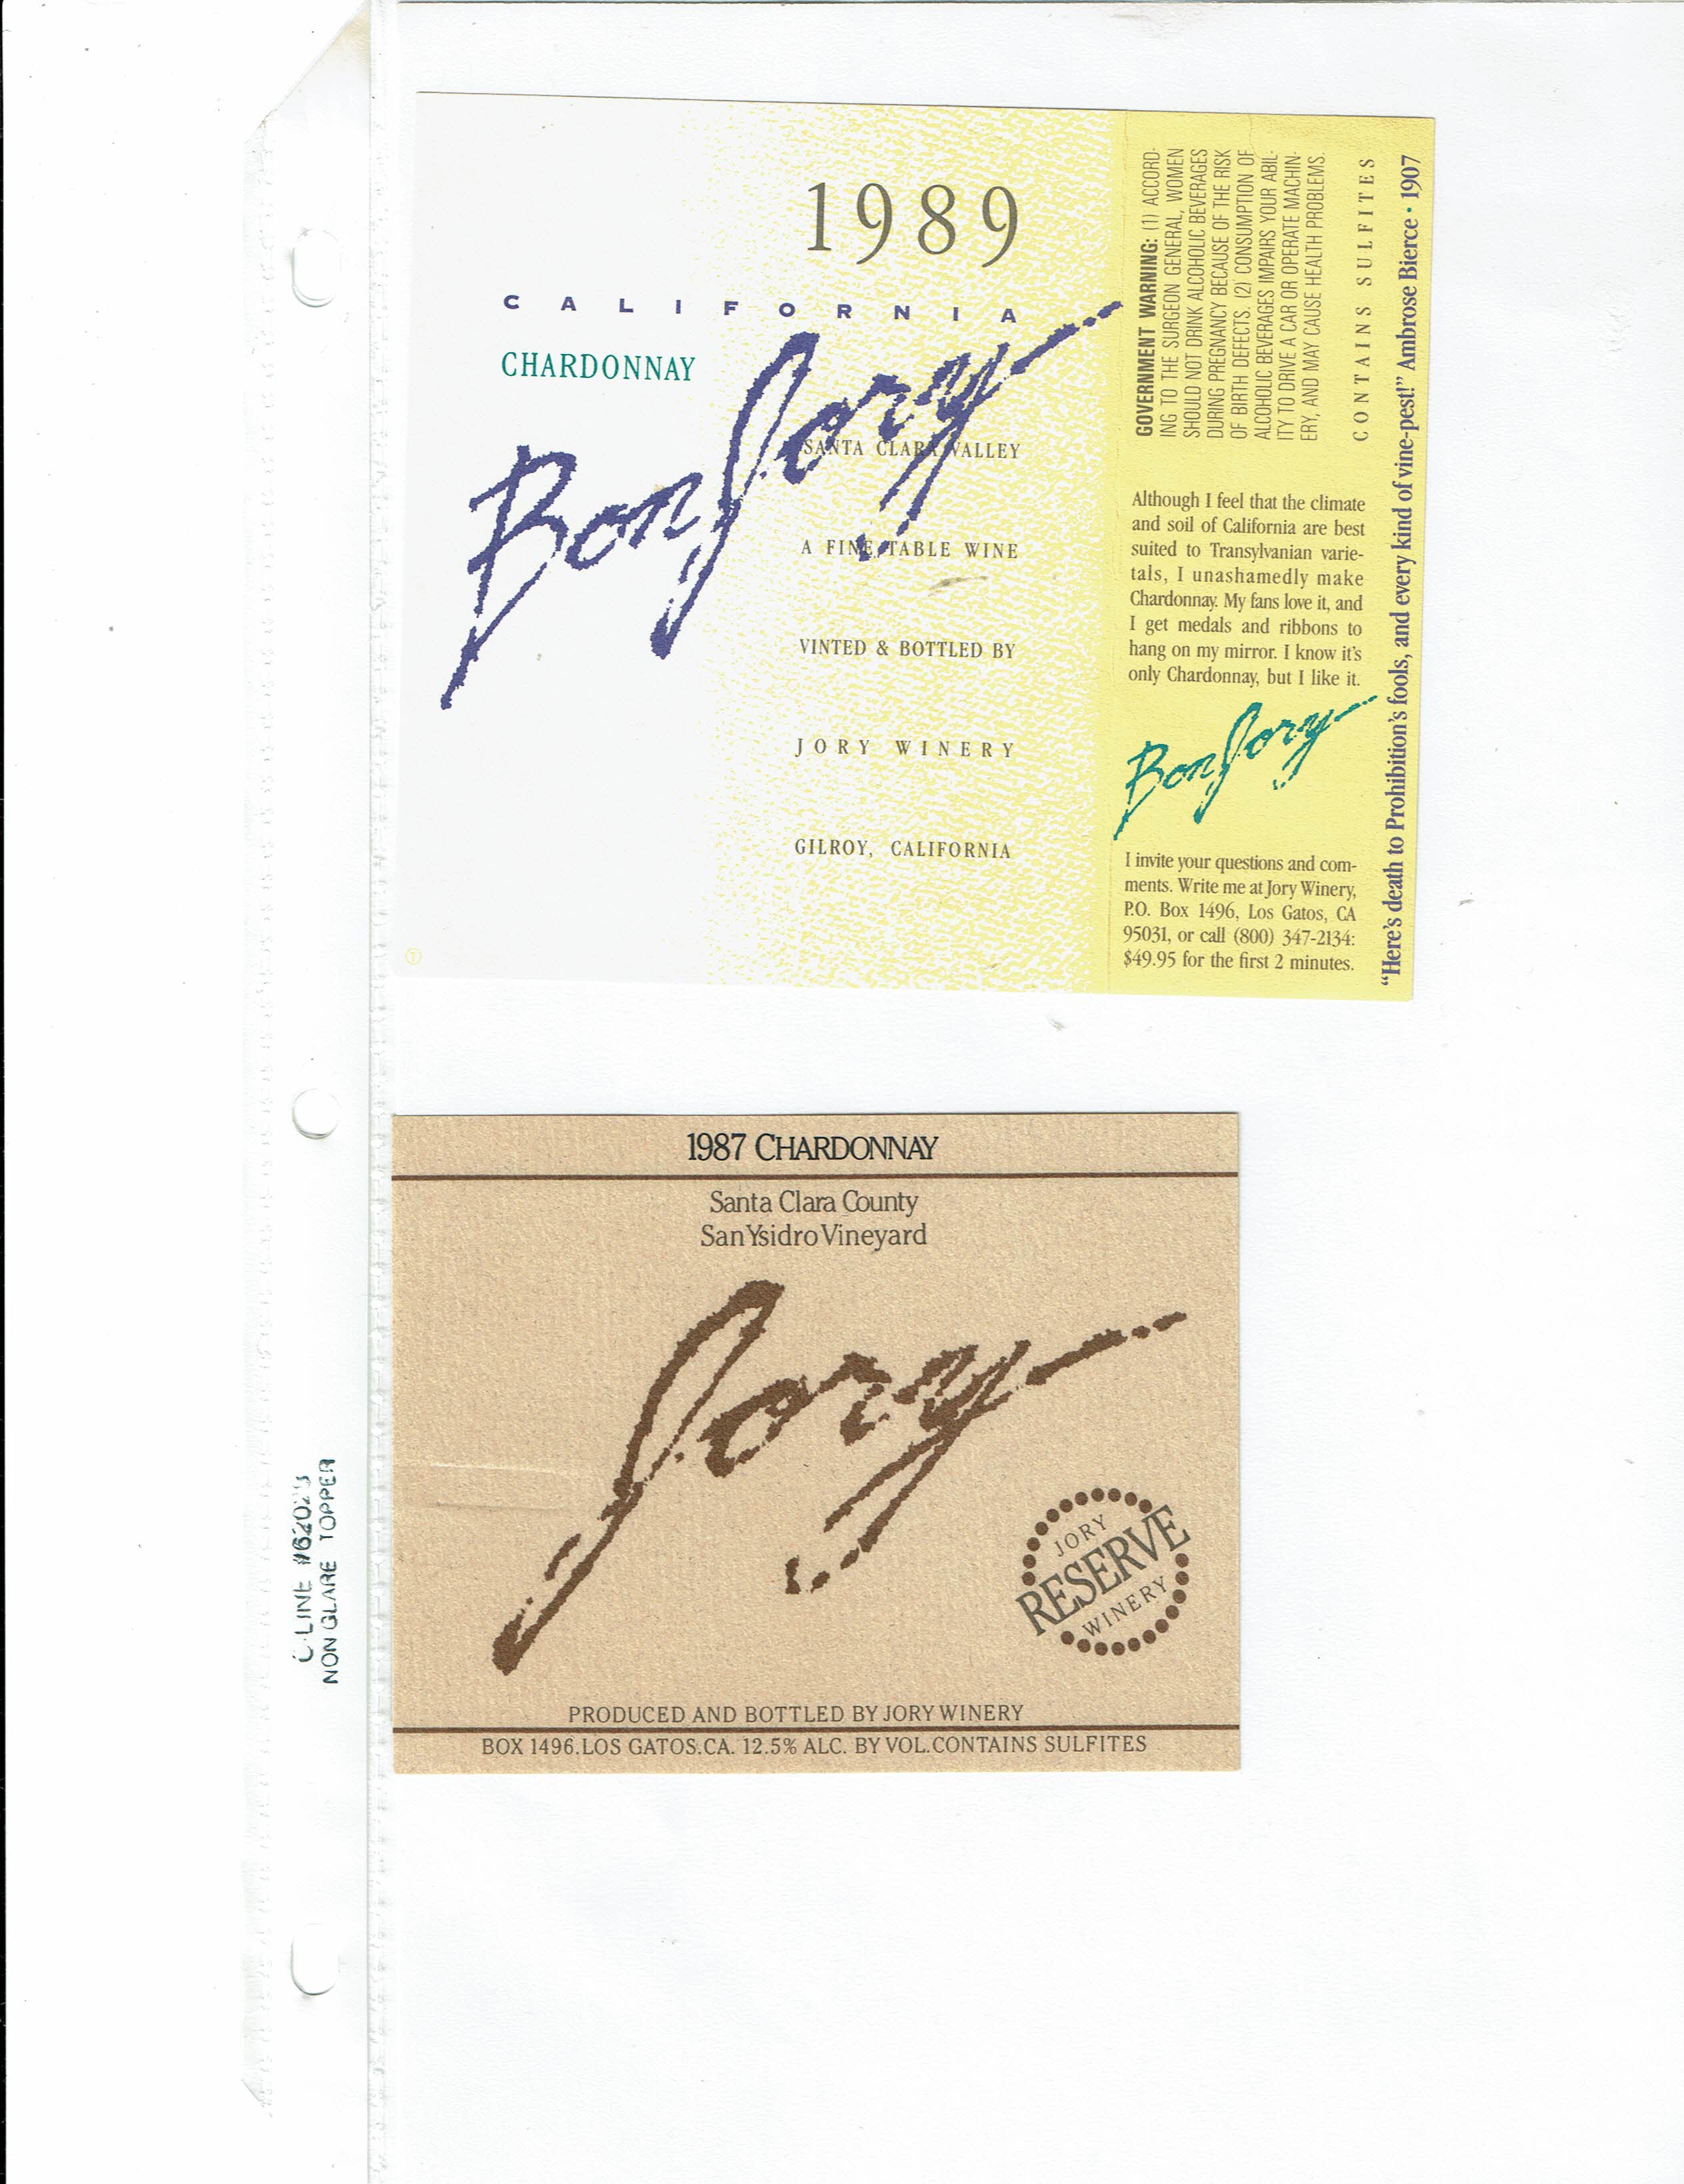 1989
CALIFORNIA
CHARDONNAY
Bon Jory
SANTA CLARA VALLEY
A FINE TABLE WINE
VINTED & BOTTLED BY
JORY WINERY
GILROY, CALIFORNIA
GOVERNMENT WARNING: (1) ACCORD-
ING TO THE SURGEON GENERAL, WOMEN
SHOULD NOT DRINK ALCOHOLIC BEVERAGES
DURING PREGNANCY BECAUSE OF THE RISK
OF BIRTH DEFECTS. (2) CONSUMPTION OF
ALCOHOLIC BEVERAGES IMPAIRS YOUR ABIL-
ITY TO DRIVE A CAR OR OPERATE MACHIN-
ERY, AND MAY CAUSE HEALTH PROBLEMS.
CONTAINS SULFITES
Although I feel that the climate
and soil of California are best
suited to Transylvanian varie-
tals, I unashamedly make
Chardonnay. My fans love it, and
I get medals and ribbons to
hang on my mirror. I know it's
only Chardonnay, but I like it.
Bon Jory
I invite your questions and com-
ments. Write me at Jory Winery,
P.O. Box 1496, Los Gatos, CA
95031, or call (800) 347-2134:
$49.95 for the first 2 minutes.
“Here's death to Prohibition's fools, and every kind of vine-pest!” Ambrose Bierce • 1907
1987 CHARDONNAY
Santa Clara County
San Ysidro Vineyard
Jory
JORY
RESERVE
WINERY
PRODUCED AND BOTTLED BY JORY WINERY
BOX 1496.LOS GATOS.CA. 12.5% ALC. BY VOL.CONTAINS SULFITES
NON GLARE TOPPER